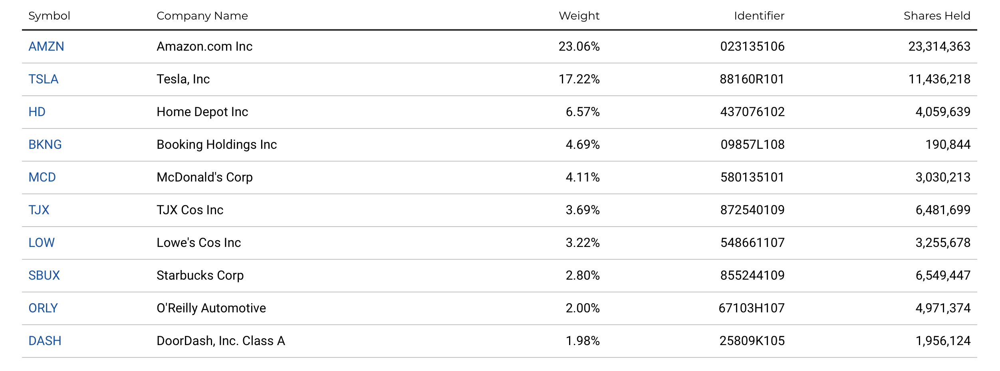 Symbol Company Name Weight Identifier Shares Held
AMZN Amazon.com Inc 23.06% 023135106 23,314,363
TSLA Tesla, Inc 17.22% 88160R101 11,436,218
HD Home Depot Inc 6.57% 437076102 4,059,639
BKNG Booking Holdings Inc 4.69% 09857L108 190,844
MCD McDonald's Corp 4.11% 580135101 3,030,213
TJX TJX Cos Inc 3.69% 872540109 6,481,699
LOW Lowe's Cos Inc 3.22% 548661107 3,255,678
SBUX Starbucks Corp 2.80% 855244109 6,549,447
ORLY O'Reilly Automotive 2.00% 67103H107 4,971,374
DASH DoorDash, Inc. Class A 1.98% 25809K105 1,956,124